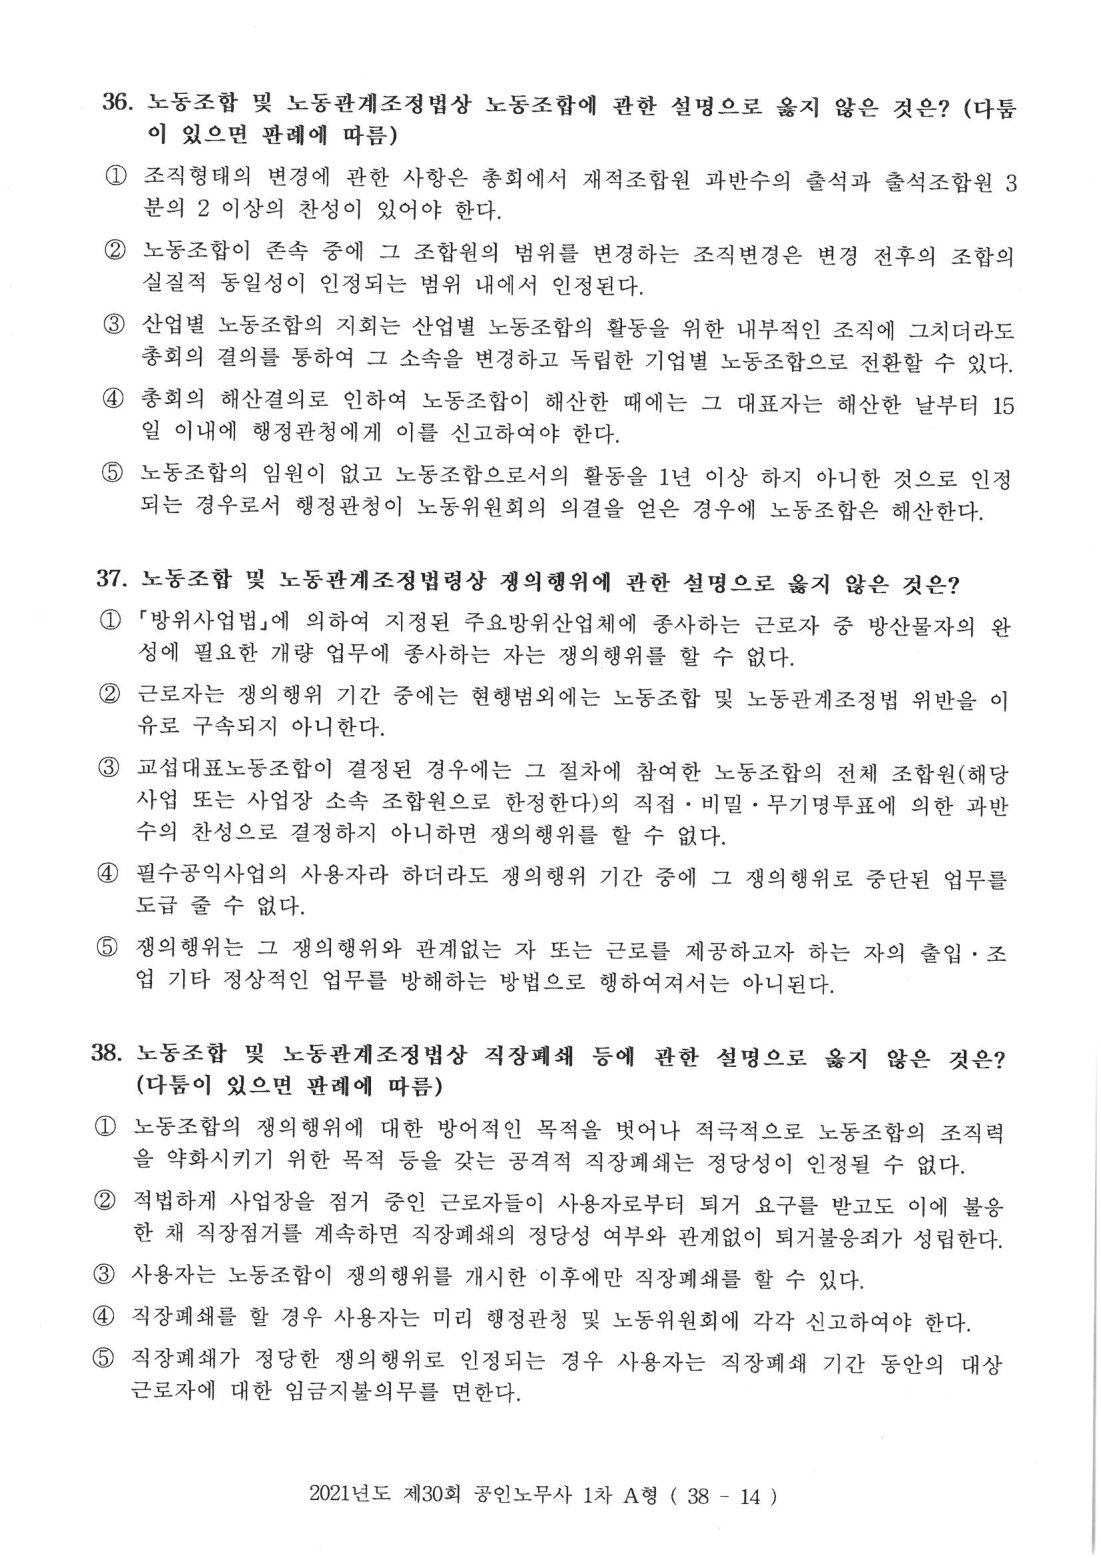 36. 노동조합 및 노동관계조정법상 노동조합에 관한 설명으로 옳지 않은 것은? (다툼
이 있으면 판례에 따름)
① 조직형태의 변경에 관한 사항은 총회에서 재적조합원 과반수의 출석과 출석조합원 3
분의 2 이상의 찬성이 있어야 한다.
② 노동조합이 존속 중에 그 조합원의 범위를 변경하는 조직변경은 변경 전후의 조합의
실질적 동일성이 인정되는 범위 내에서 인정된다.
③ 산업별 노동조합의 지회는 산업별 노동조합의 활동을 위한 내부적인 조직에 그치더라도
총회의 결의를 통하여 그 소속을 변경하고 독립한 기업별 노동조합으로 전환할 수 있다.
④ 총회의 해산결의로 인하여 노동조합이 해산한 때에는 그 대표자는 해산한 날부터 15
일 이내에 행정관청에게 이를 신고하여야 한다.
⑤ 노동조합의 임원이 없고 노동조합으로서의 활동을 1년 이상 하지 아니한 것으로 인정
되는 경우로서 행정관청이 노동위원회의 의결을 얻은 경우에 노동조합은 해산한다.
37. 노동조합 및 노동관계조정법령상 쟁의행위에 관한 설명으로 옳지 않은 것은?
① 「방위사업법」에 의하여 지정된 주요방위산업체에 종사하는 근로자 중 방산물자의 완
성에 필요한 개량 업무에 종사하는 자는 쟁의행위를 할 수 없다.
② 근로자는 쟁의행위 기간 중에는 현행범외에는 노동조합 및 노동관계조정법 위반을 이
유로 구속되지 아니한다.
③ 교섭대표노동조합이 결정된 경우에는 그 절차에 참여한 노동조합의 전체 조합원(해당
사업 또는 사업장 소속 조합원으로 한정한다)의 직접·비밀·무기명투표에 의한 과반
수의 찬성으로 결정하지 아니하면 쟁의행위를 할 수 없다.
④ 필수공익사업의 사용자라 하더라도 쟁의행위 기간 중에 그 쟁의행위로 중단된 업무를
도급 줄 수 없다.
⑤ 쟁의행위는 그 쟁의행위와 관계없는 자 또는 근로를 제공하고자 하는 자의 출입·조
업 기타 정상적인 업무를 방해하는 방법으로 행하여져서는 아니된다.
38. 노동조합 및 노동관계조정법상 직장폐쇄 등에 관한 설명으로 옳지 않은 것은?
(다툼이 있으면 판례에 따름)
① 노동조합의 쟁의행위에 대한 방어적인 목적을 벗어나 적극적으로 노동조합의 조직력
을 약화시키기 위한 목적 등을 갖는 공격적 직장폐쇄는 정당성이 인정될 수 없다.
② 적법하게 사업장을 점거 중인 근로자들이 사용자로부터 퇴거 요구를 받고도 이에 불응
한 채 직장점거를 계속하면 직장폐쇄의 정당성 여부와 관계없이 퇴거불응죄가 성립한다.
③ 사용자는 노동조합이 쟁의행위를 개시한 이후에만 직장폐쇄를 할 수 있다.
④ 직장폐쇄를 할 경우 사용자는 미리 행정관청 및 노동위원회에 각각 신고하여야 한다.
⑤ 직장폐쇄가 정당한 쟁의행위로 인정되는 경우 사용자는 직장폐쇄 기간 동안의 대상
근로자에 대한 임금지불의무를 면한다.
2021년도 제30회 공인노무사 1차 A형 ( 38 - 14 )